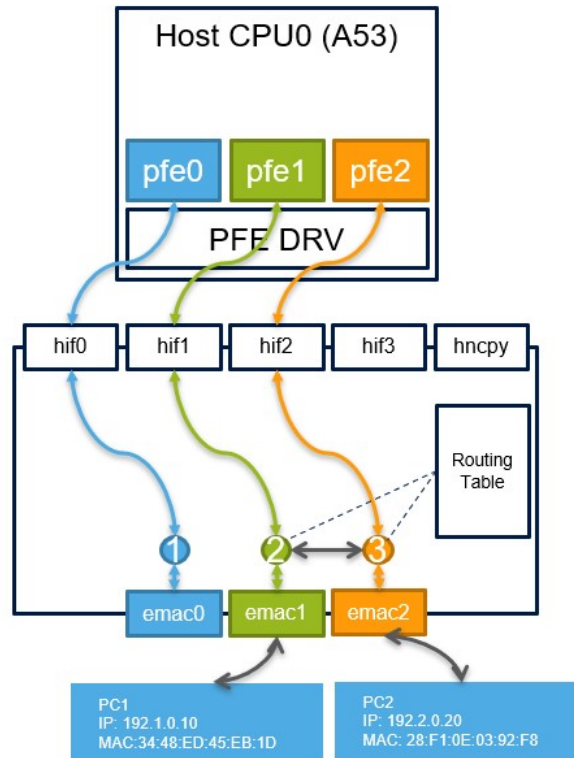 Host CPU0 (A53)
pfe0
pfe1
pfe2
PFE DRV
hif0
hif1
hif2
hif3
hncpy
Routing
Table
1
2
3
emac0
emac1
emac2
PC1
IP: 192.1.0.10
MAC:34:48:ED:45:EB:1D
PC2
IP: 192.2.0.20
MAC: 28:F1:0E:03:92:F8